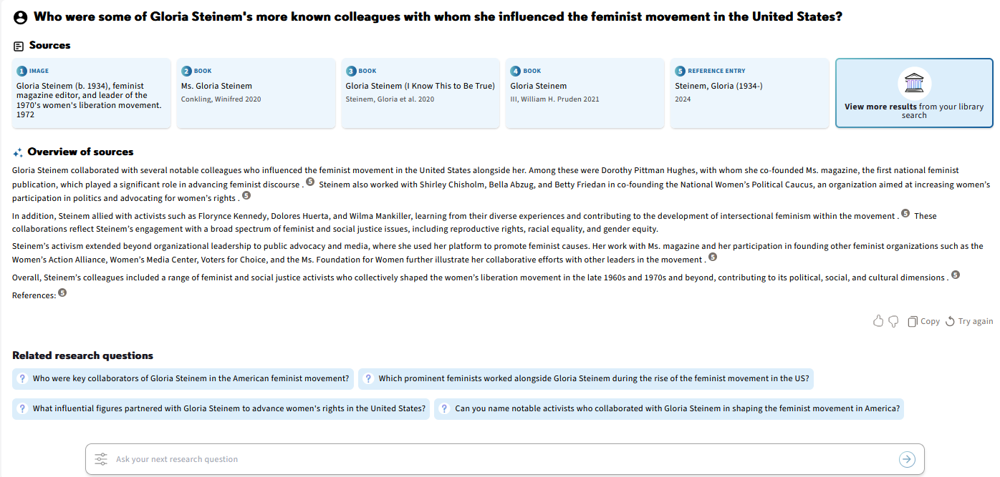 Who were some of Gloria Steinem's more known colleagues with whom she influenced the feminist movement in the United States?
Sources
1 IMAGE
Gloria Steinem (b. 1934), feminist
magazine editor, and leader of the
1970's women's liberation movement.
1972
2 BOOK
Ms. Gloria Steinem
Conkling, Winifred 2020
3 BOOK
Gloria Steinem (I Know This to Be True)
Steinem, Gloria et al. 2020
4 BOOK
Gloria Steinem
III, William H. Pruden 2021
5 REFERENCE ENTRY
Steinem, Gloria (1934-)
2024
View more results from your library
search
Overview of sources
Gloria Steinem collaborated with several notable colleagues who influenced the feminist movement in the United States alongside her. Among these were Dorothy Pittman Hughes, with whom she co-founded Ms. magazine, the first national feminist
publication, which played a significant role in advancing feminist discourse . 5 Steinem also worked with Shirley Chisholm, Bella Abzug, and Betty Friedan in co-founding the National Women’s Political Caucus, an organization aimed at increasing women’s
participation in politics and advocating for women’s rights . 5
In addition, Steinem allied with activists such as Florynce Kennedy, Dolores Huerta, and Wilma Mankiller, learning from their diverse experiences and contributing to the development of intersectional feminism within the movement . 5 These
collaborations reflect Steinem’s engagement with a broad spectrum of feminist and social justice issues, including reproductive rights, racial equality, and gender equity.
Steinem’s activism extended beyond organizational leadership to public advocacy and media, where she used her platform to promote feminist causes. Her work with Ms. magazine and her participation in founding other feminist organizations such as the
Women’s Action Alliance, Women’s Media Center, Voters for Choice, and the Ms. Foundation for Women further illustrate her collaborative efforts with other leaders in the movement . 5
Overall, Steinem’s colleagues included a range of feminist and social justice activists who collectively shaped the women’s liberation movement in the late 1960s and 1970s and beyond, contributing to its political, social, and cultural dimensions . 5
References: 5
Copy Try again
Related research questions
? Who were key collaborators of Gloria Steinem in the American feminist movement?
? Which prominent feminists worked alongside Gloria Steinem during the rise of the feminist movement in the US?
? What influential figures partnered with Gloria Steinem to advance women's rights in the United States?
? Can you name notable activists who collaborated with Gloria Steinem in shaping the feminist movement in America?
Ask your next research question